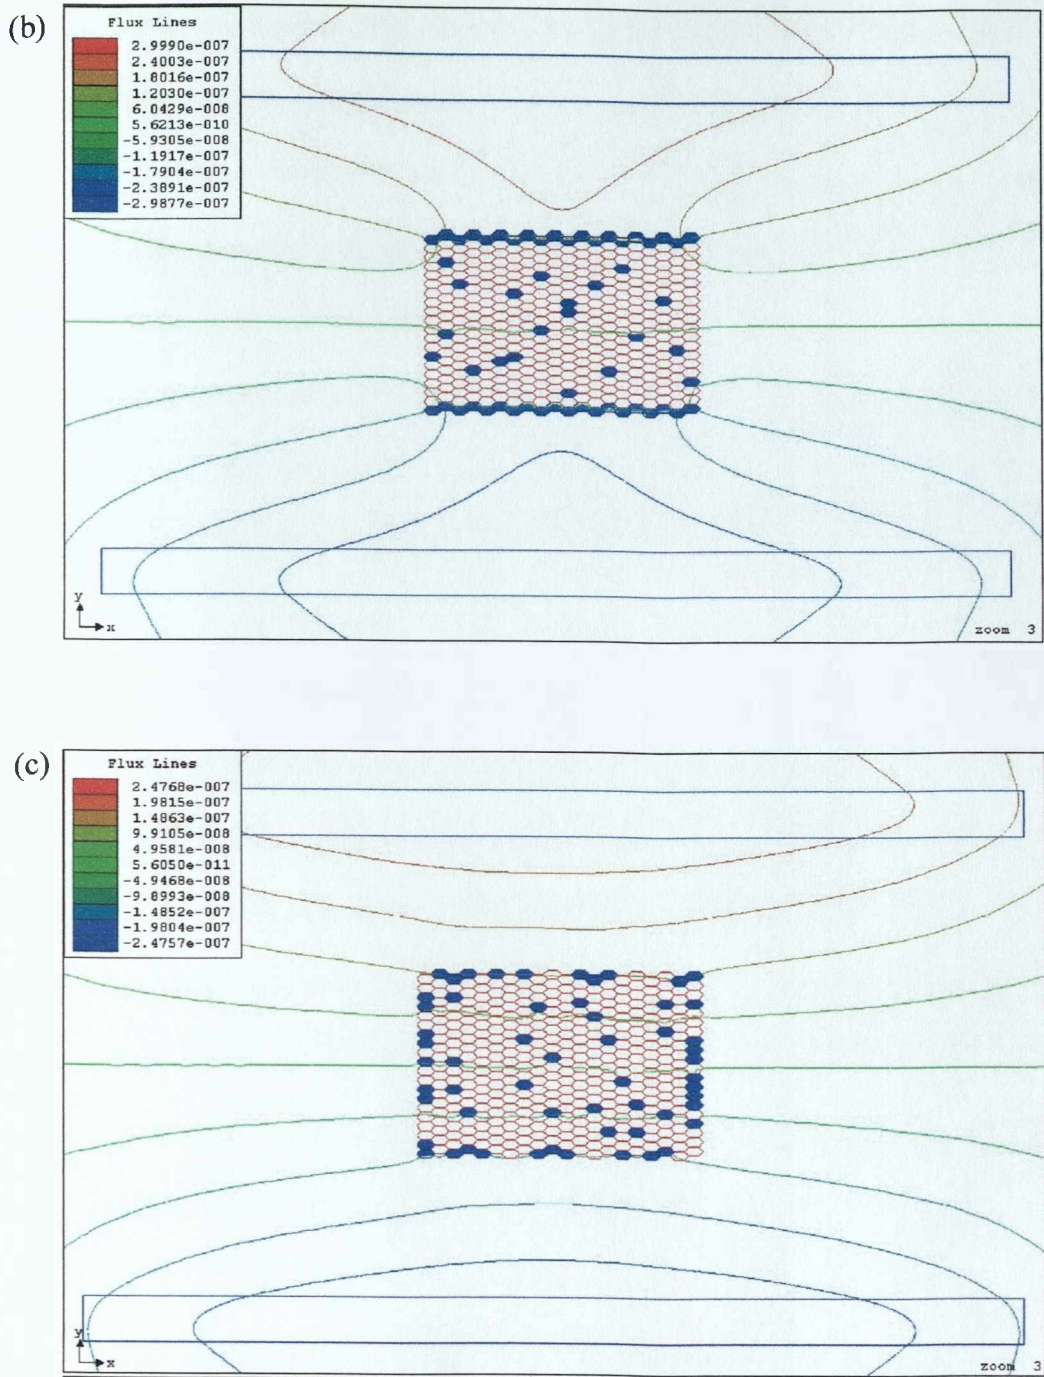 (b)
Flux Lines
2.9990e-007
2.4003e-007
1.8016e-007
1.2030e-007
6.0429e-008
5.6213e-010
-5.9305e-008
-1.1917e-007
-1.7904e-007
-2.3891e-007
-2.9877e-007
y
x
zoom 3
(c)
Flux Lines
2.4768e-007
1.9815e-007
1.4863e-007
9.9105e-008
4.9581e-008
5.6050e-011
-4.9468e-008
-9.8993e-008
-1.4852e-007
-1.9804e-007
-2.4757e-007
y
x
zoom 3